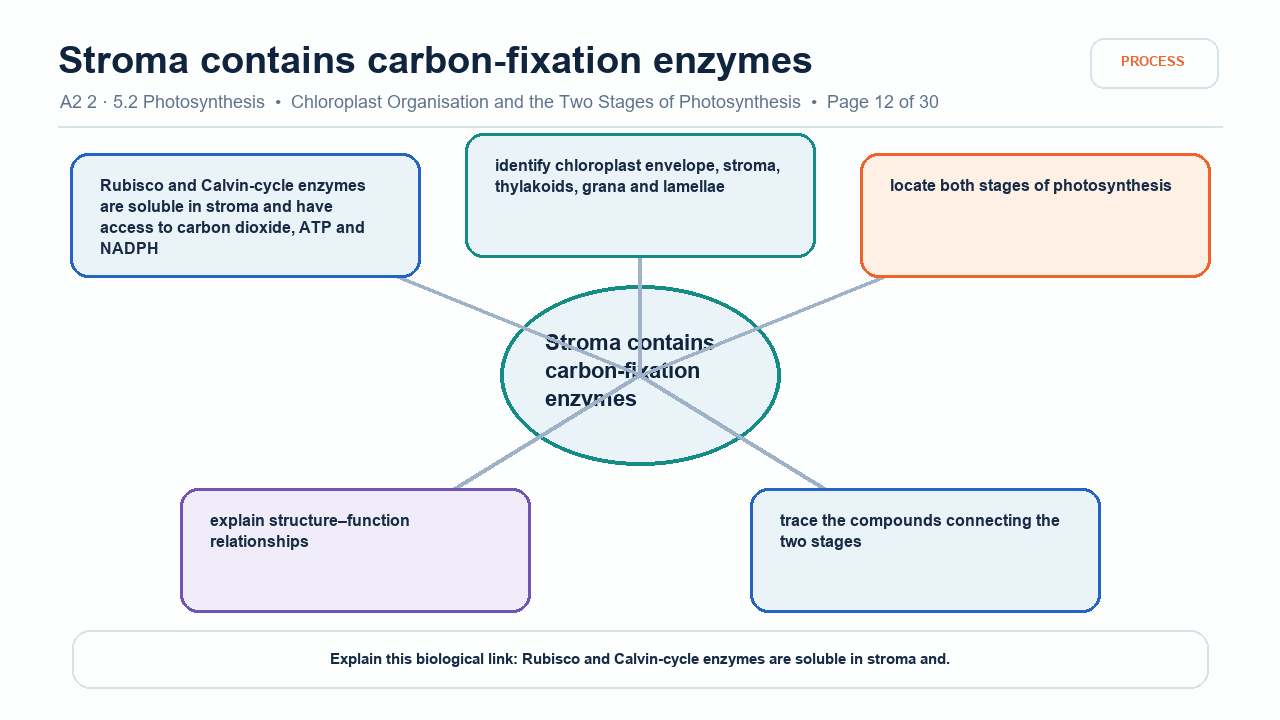 Stroma contains carbon-fixation enzymes
PROCESS
A2 2 · 5.2 Photosynthesis • Chloroplast Organisation and the Two Stages of Photosynthesis • Page 12 of 30
Rubisco and Calvin-cycle enzymes
are soluble in stroma and have
access to carbon dioxide, ATP and
NADPH
identify chloroplast envelope, stroma,
thylakoids, grana and lamellae
locate both stages of photosynthesis
Stroma contains
carbon-fixation
enzymes
explain structure–function
relationships
trace the compounds connecting the
two stages
Explain this biological link: Rubisco and Calvin-cycle enzymes are soluble in stroma and.